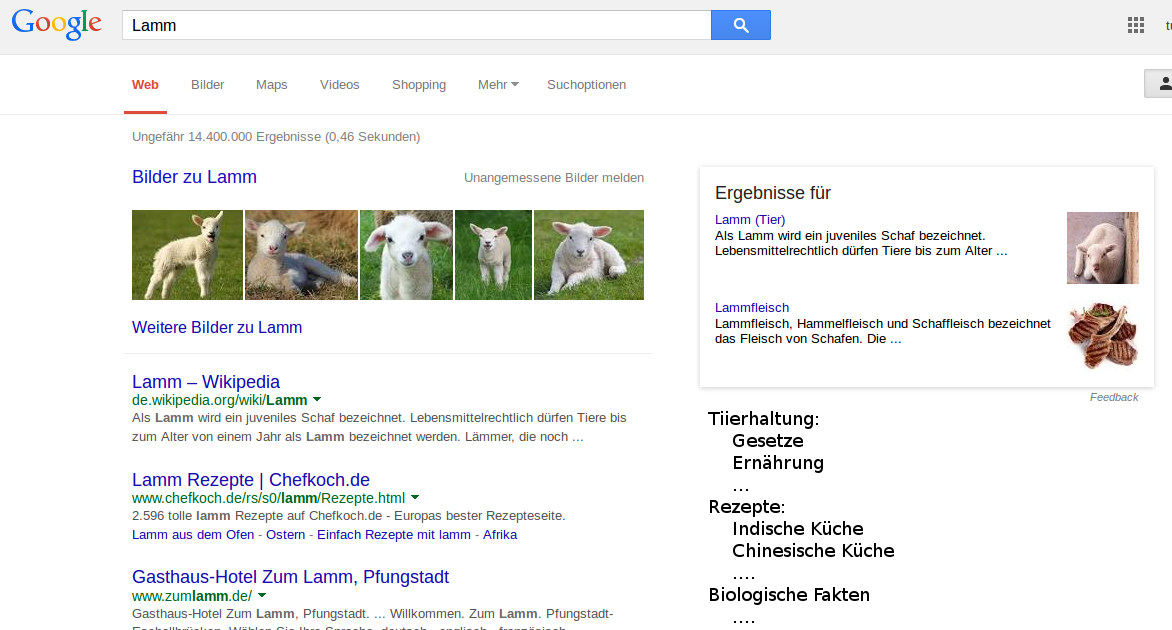 Google
Lamm
Web Bilder Maps Videos Shopping Mehr Suchoptionen
Ungefähr 14.400.000 Ergebnisse (0,46 Sekunden)
Bilder zu Lamm
Unangemessene Bilder melden
Weitere Bilder zu Lamm
Lamm – Wikipedia
de.wikipedia.org/wiki/Lamm
Als Lamm wird ein juveniles Schaf bezeichnet. Lebensmittelrechtlich dürfen Tiere bis
zum Alter von einem Jahr als Lamm bezeichnet werden. Lämmer, die noch ...
Lamm Rezepte | Chefkoch.de
www.chefkoch.de/rs/s0/lamm/Rezepte.html
2.596 tolle lamm Rezepte auf Chefkoch.de - Europas bester Rezepteseite.
Lamm aus dem Ofen - Ostern - Einfach Rezepte mit lamm - Afrika
Gasthaus-Hotel Zum Lamm, Pfungstadt
www.zumlamm.de/
Gasthaus-Hotel Zum Lamm, Pfungstadt. ... Willkommen. Zum Lamm. Pfungstadt-
Ergebnisse für
Lamm (Tier)
Als Lamm wird ein juveniles Schaf bezeichnet.
Lebensmittelrechtlich dürfen Tiere bis zum Alter ...
Lammfleisch
Lammfleisch, Hammelfleisch und Schaffleisch bezeichnet
das Fleisch von Schafen. Die ...
Feedback
Tiierhaltung:
Gesetze
Ernährung
...
Rezepte:
Indische Küche
Chinesische Küche
....
Biologische Fakten
....